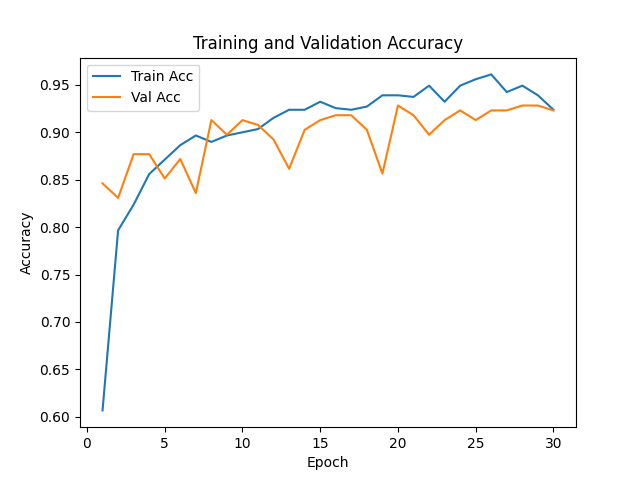 Training and Validation Accuracy
Train Acc
Val Acc
0.95
0.90
0.85
0.80
0.75
0.70
0.65
0.60
Accuracy
0 5 10 15 20 25 30
Epoch